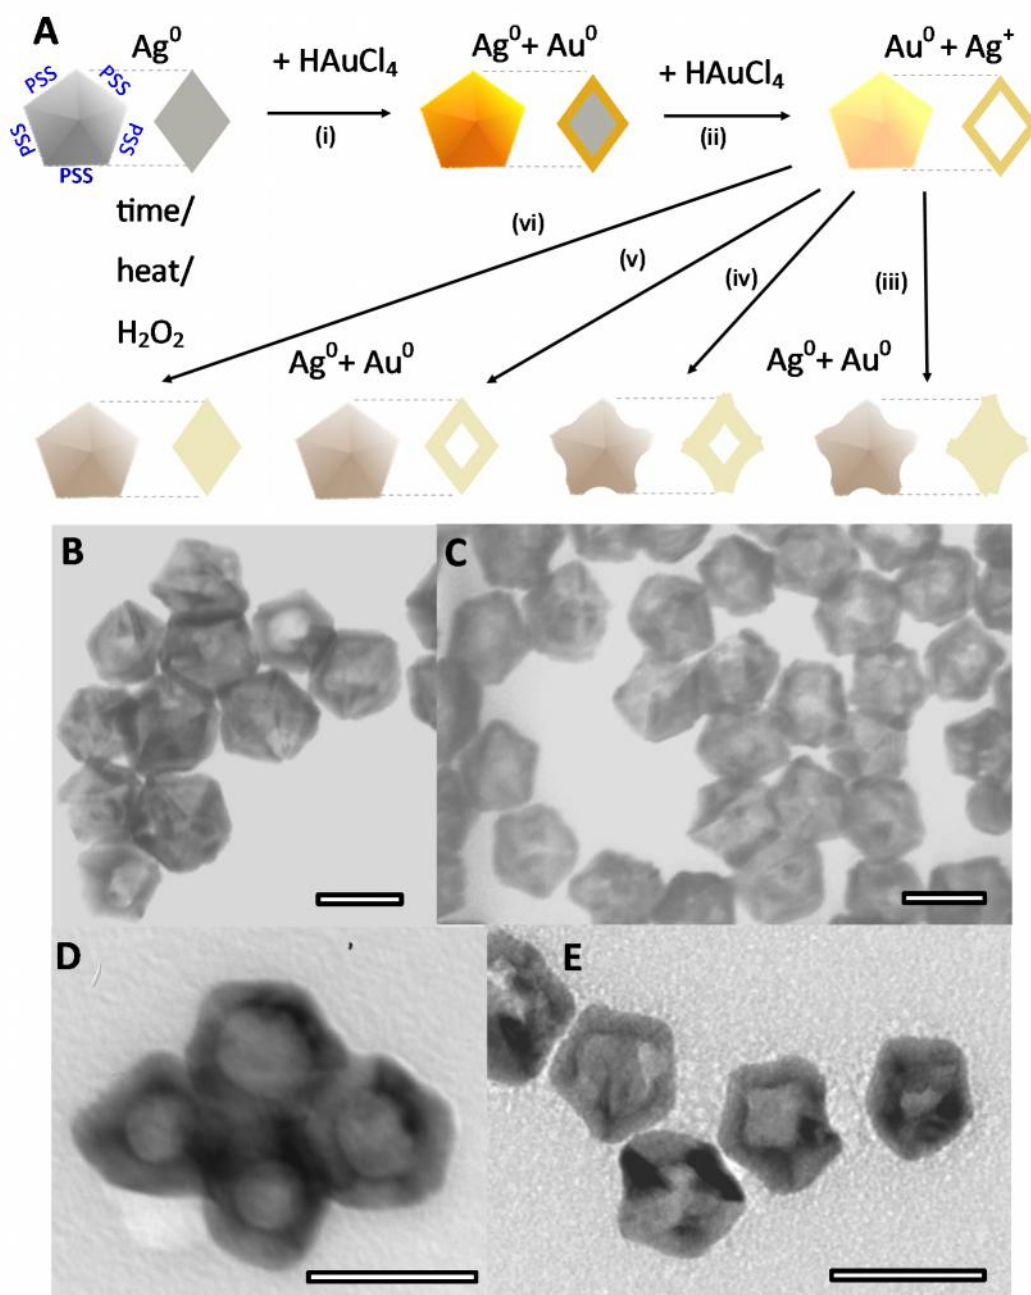 A
Ag⁰
Ag⁰ + Au⁰
Au⁰ + Ag⁺
+ HAuCl₄
+ HAuCl₄
PSS
PSS
PSS
PSS
PSS
(i)
(ii)
time/
heat/
H₂O₂
(vi)
(v)
(iv)
(iii)
Ag⁰ + Au⁰
Ag⁰ + Au⁰
B
C
D
E